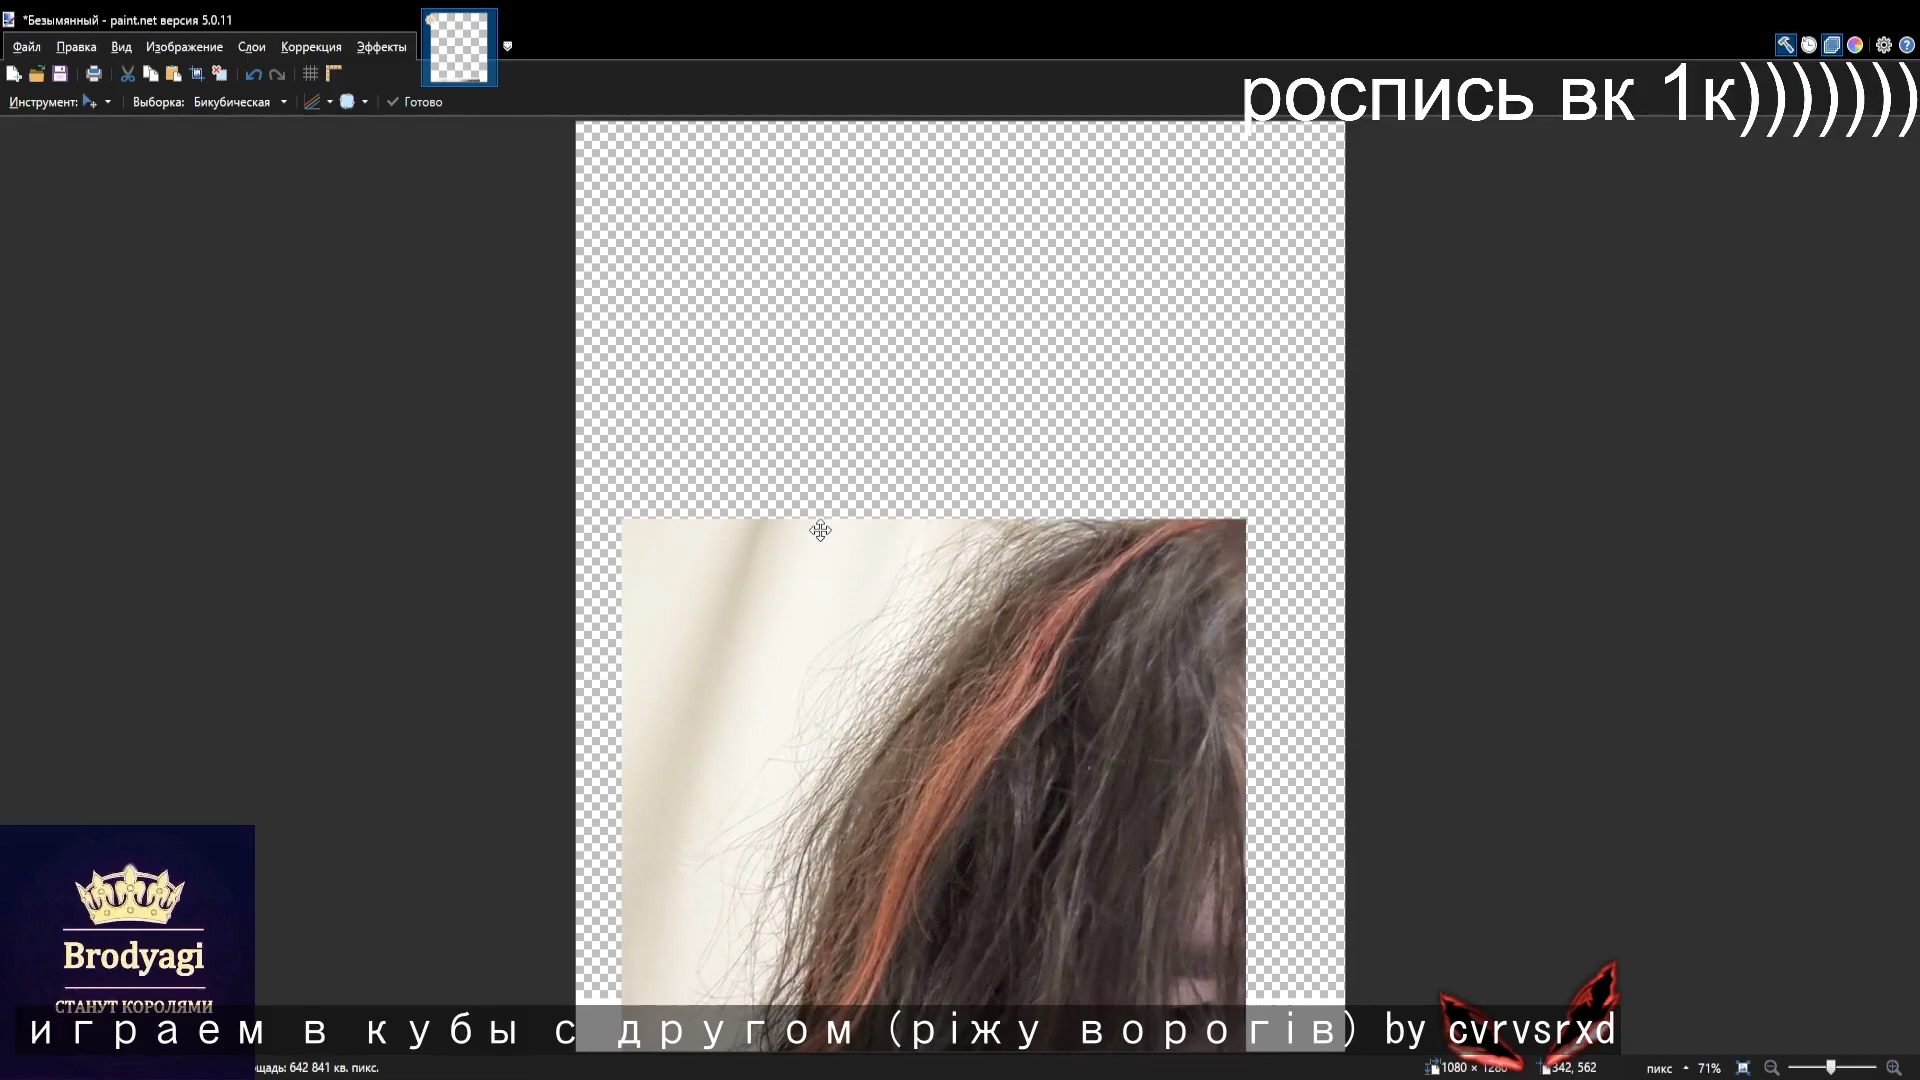 *Безымянный - paint.net версия 5.0.11
Файл Правка Вид Изображение Слои Коррекция Эффекты
Инструмент: Выборка: Бикубическая Готово
роспись вк 1к)))))))
Brodyagi
СТАНУТ КОРОЛЯМИ
играем в кубы с другом (ріжу ворогів) by cvrvsrxd
642 841 кв. пикс. 1080 × 1280 342, 562 пикс 71%